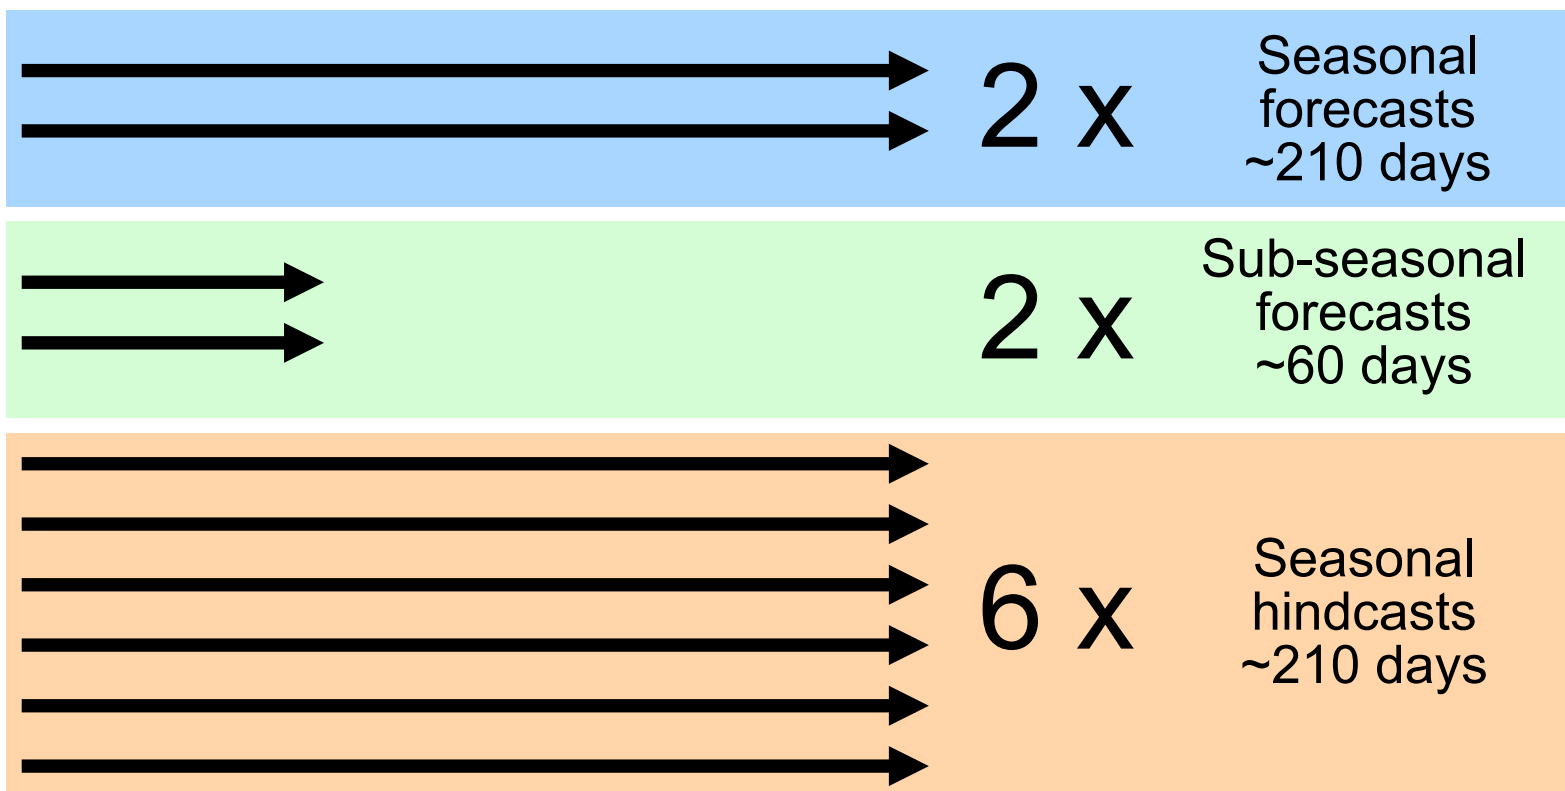 2 x
Seasonal
forecasts
~210 days
2 x
Sub-seasonal
forecasts
~60 days
6 x
Seasonal
hindcasts
~210 days